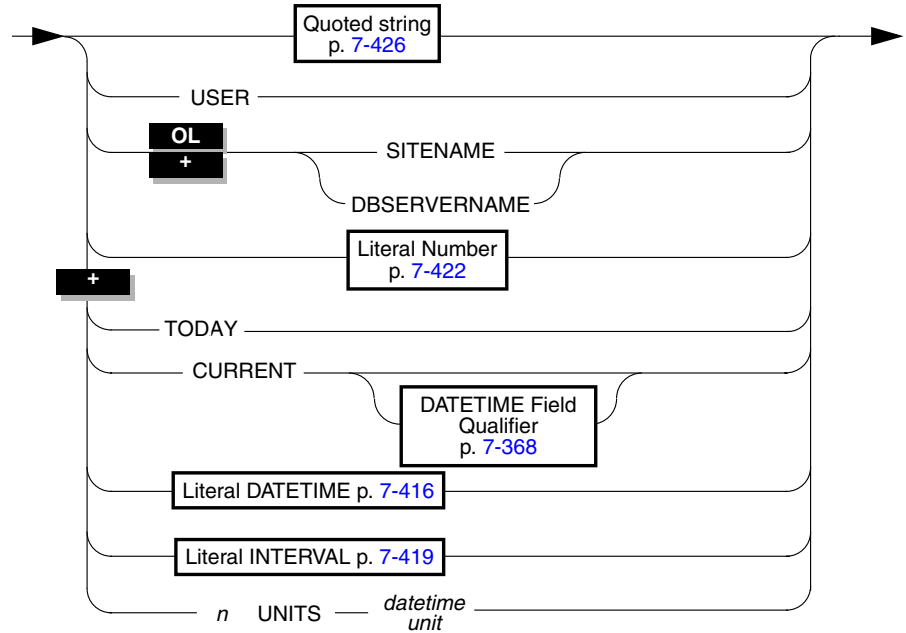 Quoted string
p. 7-426
USER
OL
+
SITENAME
DBSERVERNAME
Literal Number
p. 7-422
+
TODAY
CURRENT
DATETIME Field
Qualifier
p. 7-368
Literal DATETIME p. 7-416
Literal INTERVAL p. 7-419
n UNITS datetime
unit